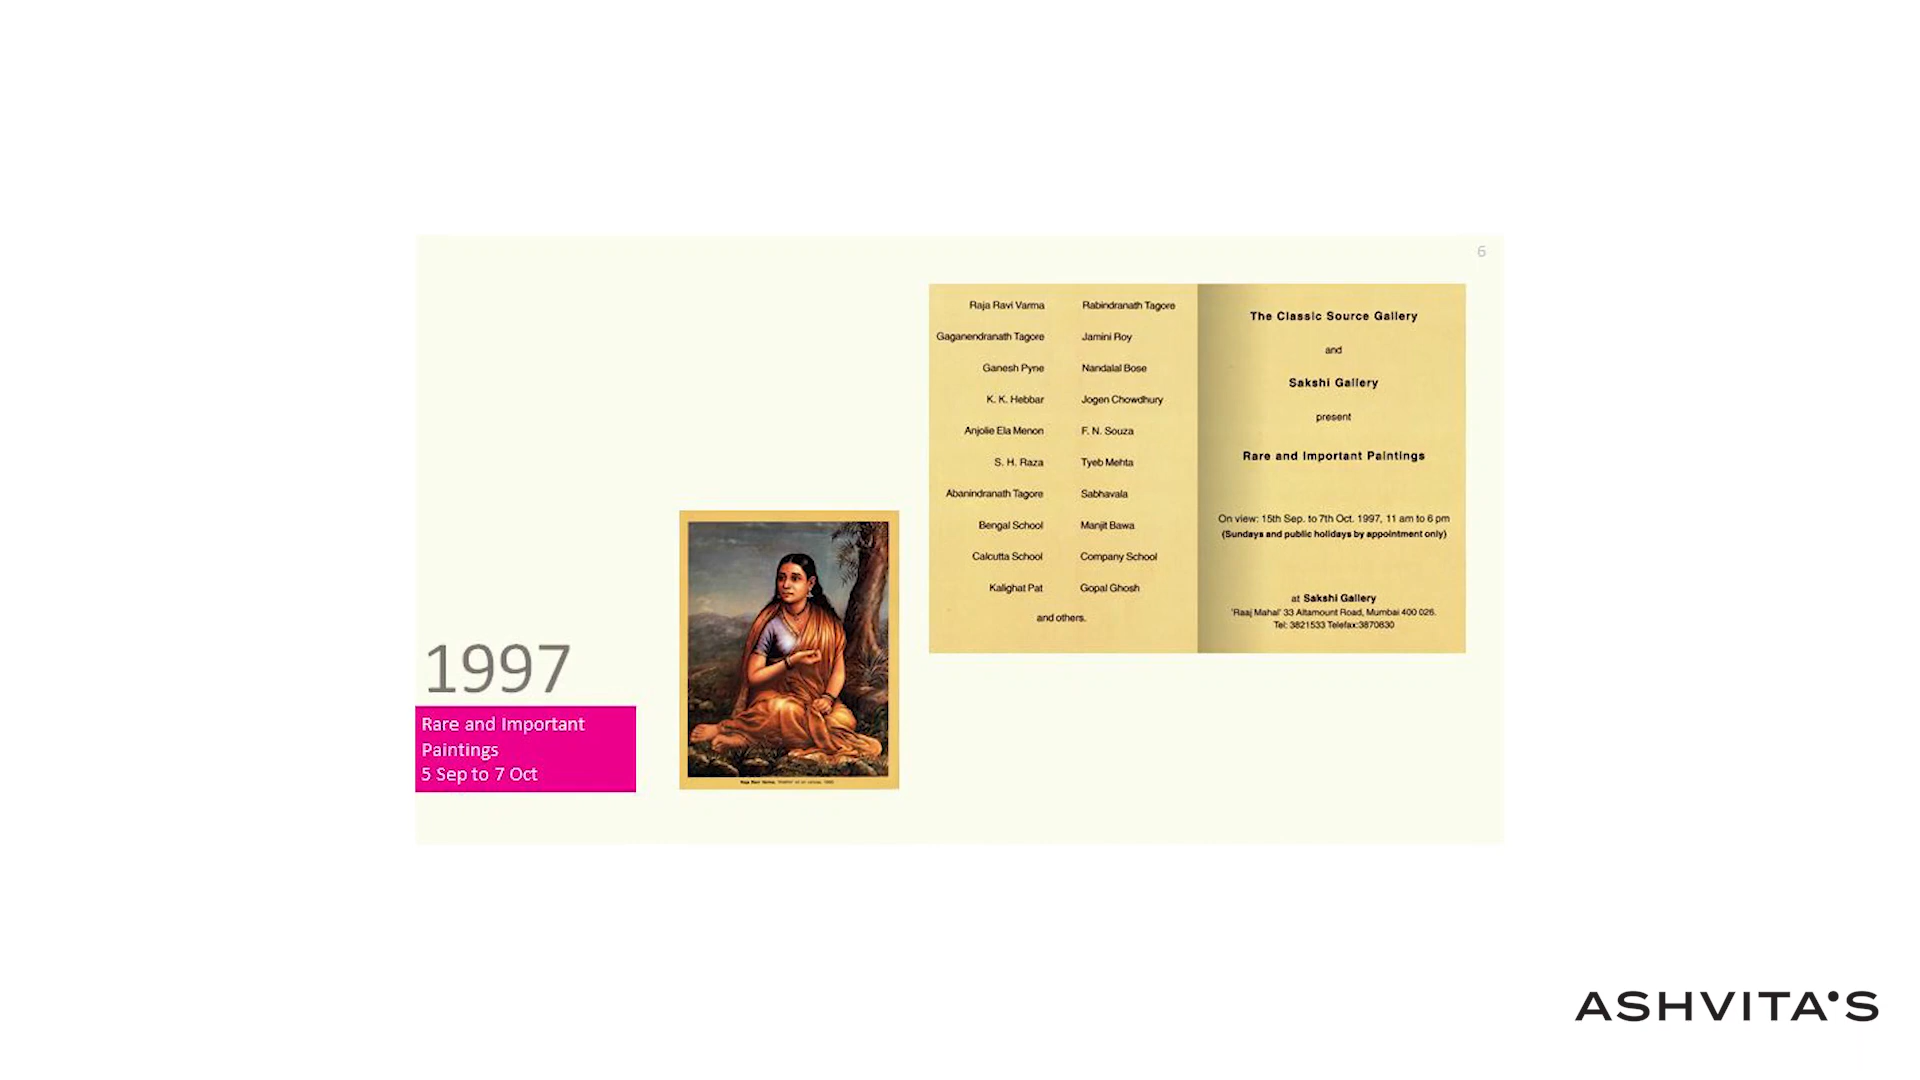 6
Raja Ravi Varma Rabindranath Tagore
Gaganendranath Tagore Jamini Roy
Ganesh Pyne Nandalal Bose
K. K. Hebbar Jogen Chowdhury
Anjolie Ela Menon F. N. Souza
S. H. Raza Tyeb Mehta
Abanindranath Tagore Sabhavala
Bengal School Manjit Bawa
Calcutta School Company School
Kalighat Pat Gopal Ghosh
and others.
The Classic Source Gallery
and
Sakshi Gallery
present
Rare and Important Paintings
On view: 15th Sep. to 7th Oct. 1997, 11 am to 6 pm
(Sundays and public holidays by appointment only)
at Sakshi Gallery
'Raaj Mahal' 33 Altamount Road, Mumbai 400 026.
Tel: 3821533 Telefax:3870830
1997
Rare and Important
Paintings
5 Sep to 7 Oct
Raja Ravi Varma,
ASHVITA'S